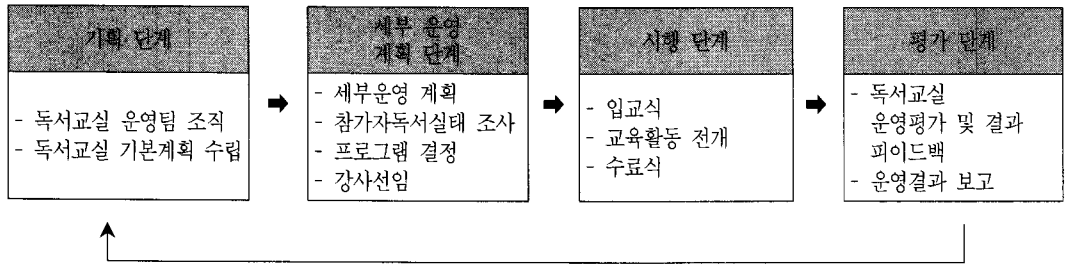 기획 단계
- 독서교실 운영팀 조직
- 독서교실 기본계획 수립
세부 운영
계획 단계
- 세부운영 계획
- 참가자독서실태 조사
- 프로그램 결정
- 강사선임
시행 단계
- 입교식
- 교육활동 전개
- 수료식
평가 단계
- 독서교실
운영평가 및 결과
피이드백
- 운영결과 보고